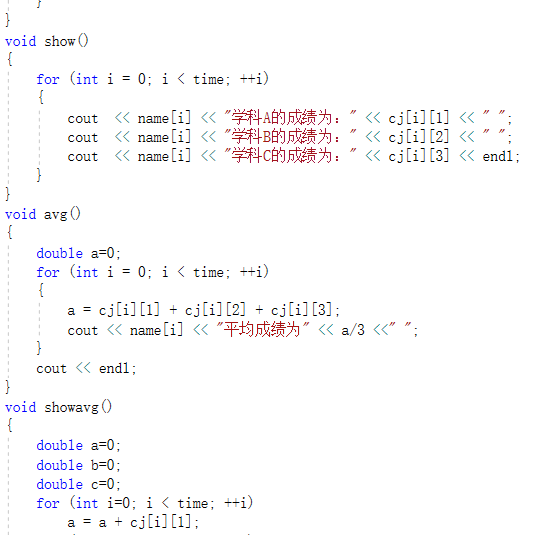 }
}
void show()
{
for (int i = 0; i < time; ++i)
{
cout  << name[i] << "学科A的成绩为：" << cj[i][1] << " ";
cout  << name[i] << "学科B的成绩为：" << cj[i][2] << " ";
cout  << name[i] << "学科C的成绩为：" << cj[i][3] << endl;
}
}
void avg()
{
double a=0;
for (int i = 0; i < time; ++i)
{
a = cj[i][1] + cj[i][2] + cj[i][3];
cout << name[i] << "平均成绩为" << a/3 <<" ";
}
cout << endl;
}
void showavg()
{
double a=0;
double b=0;
double c=0;
for (int i=0; i < time; ++i)
a = a + cj[i][1];